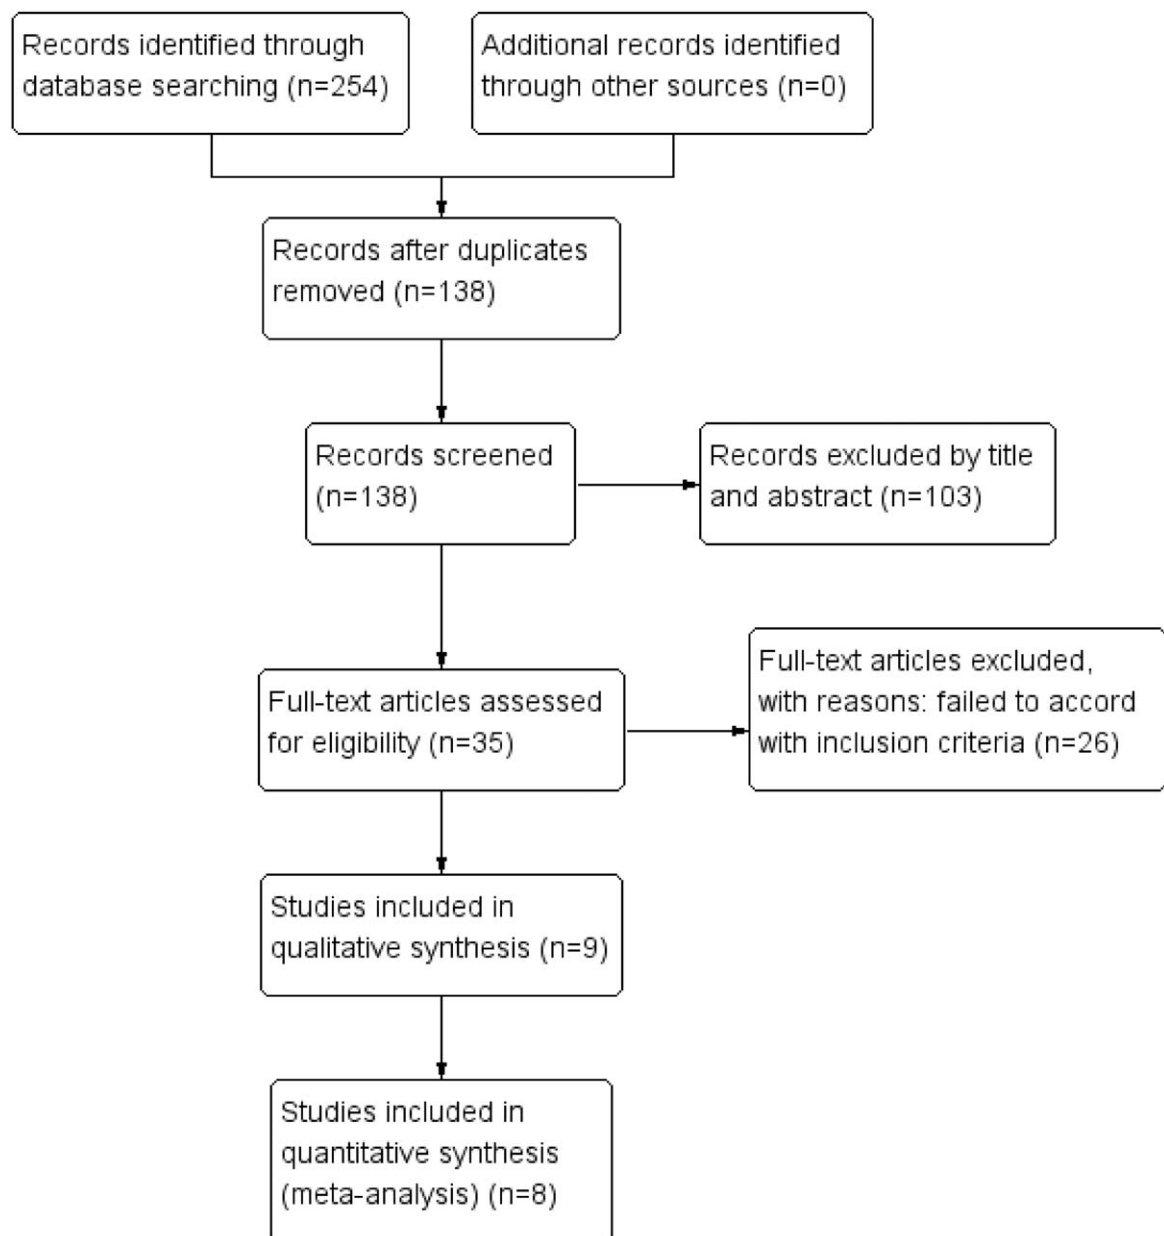 Records identified through
database searching (n=254)
Additional records identified
through other sources (n=0)
Records after duplicates
removed (n=138)
Records screened
(n=138)
Records excluded by title
and abstract (n=103)
Full-text articles assessed
for eligibility (n=35)
Full-text articles excluded,
with reasons: failed to accord
with inclusion criteria (n=26)
Studies included in
qualitative synthesis (n=9)
Studies included in
quantitative synthesis
(meta-analysis) (n=8)